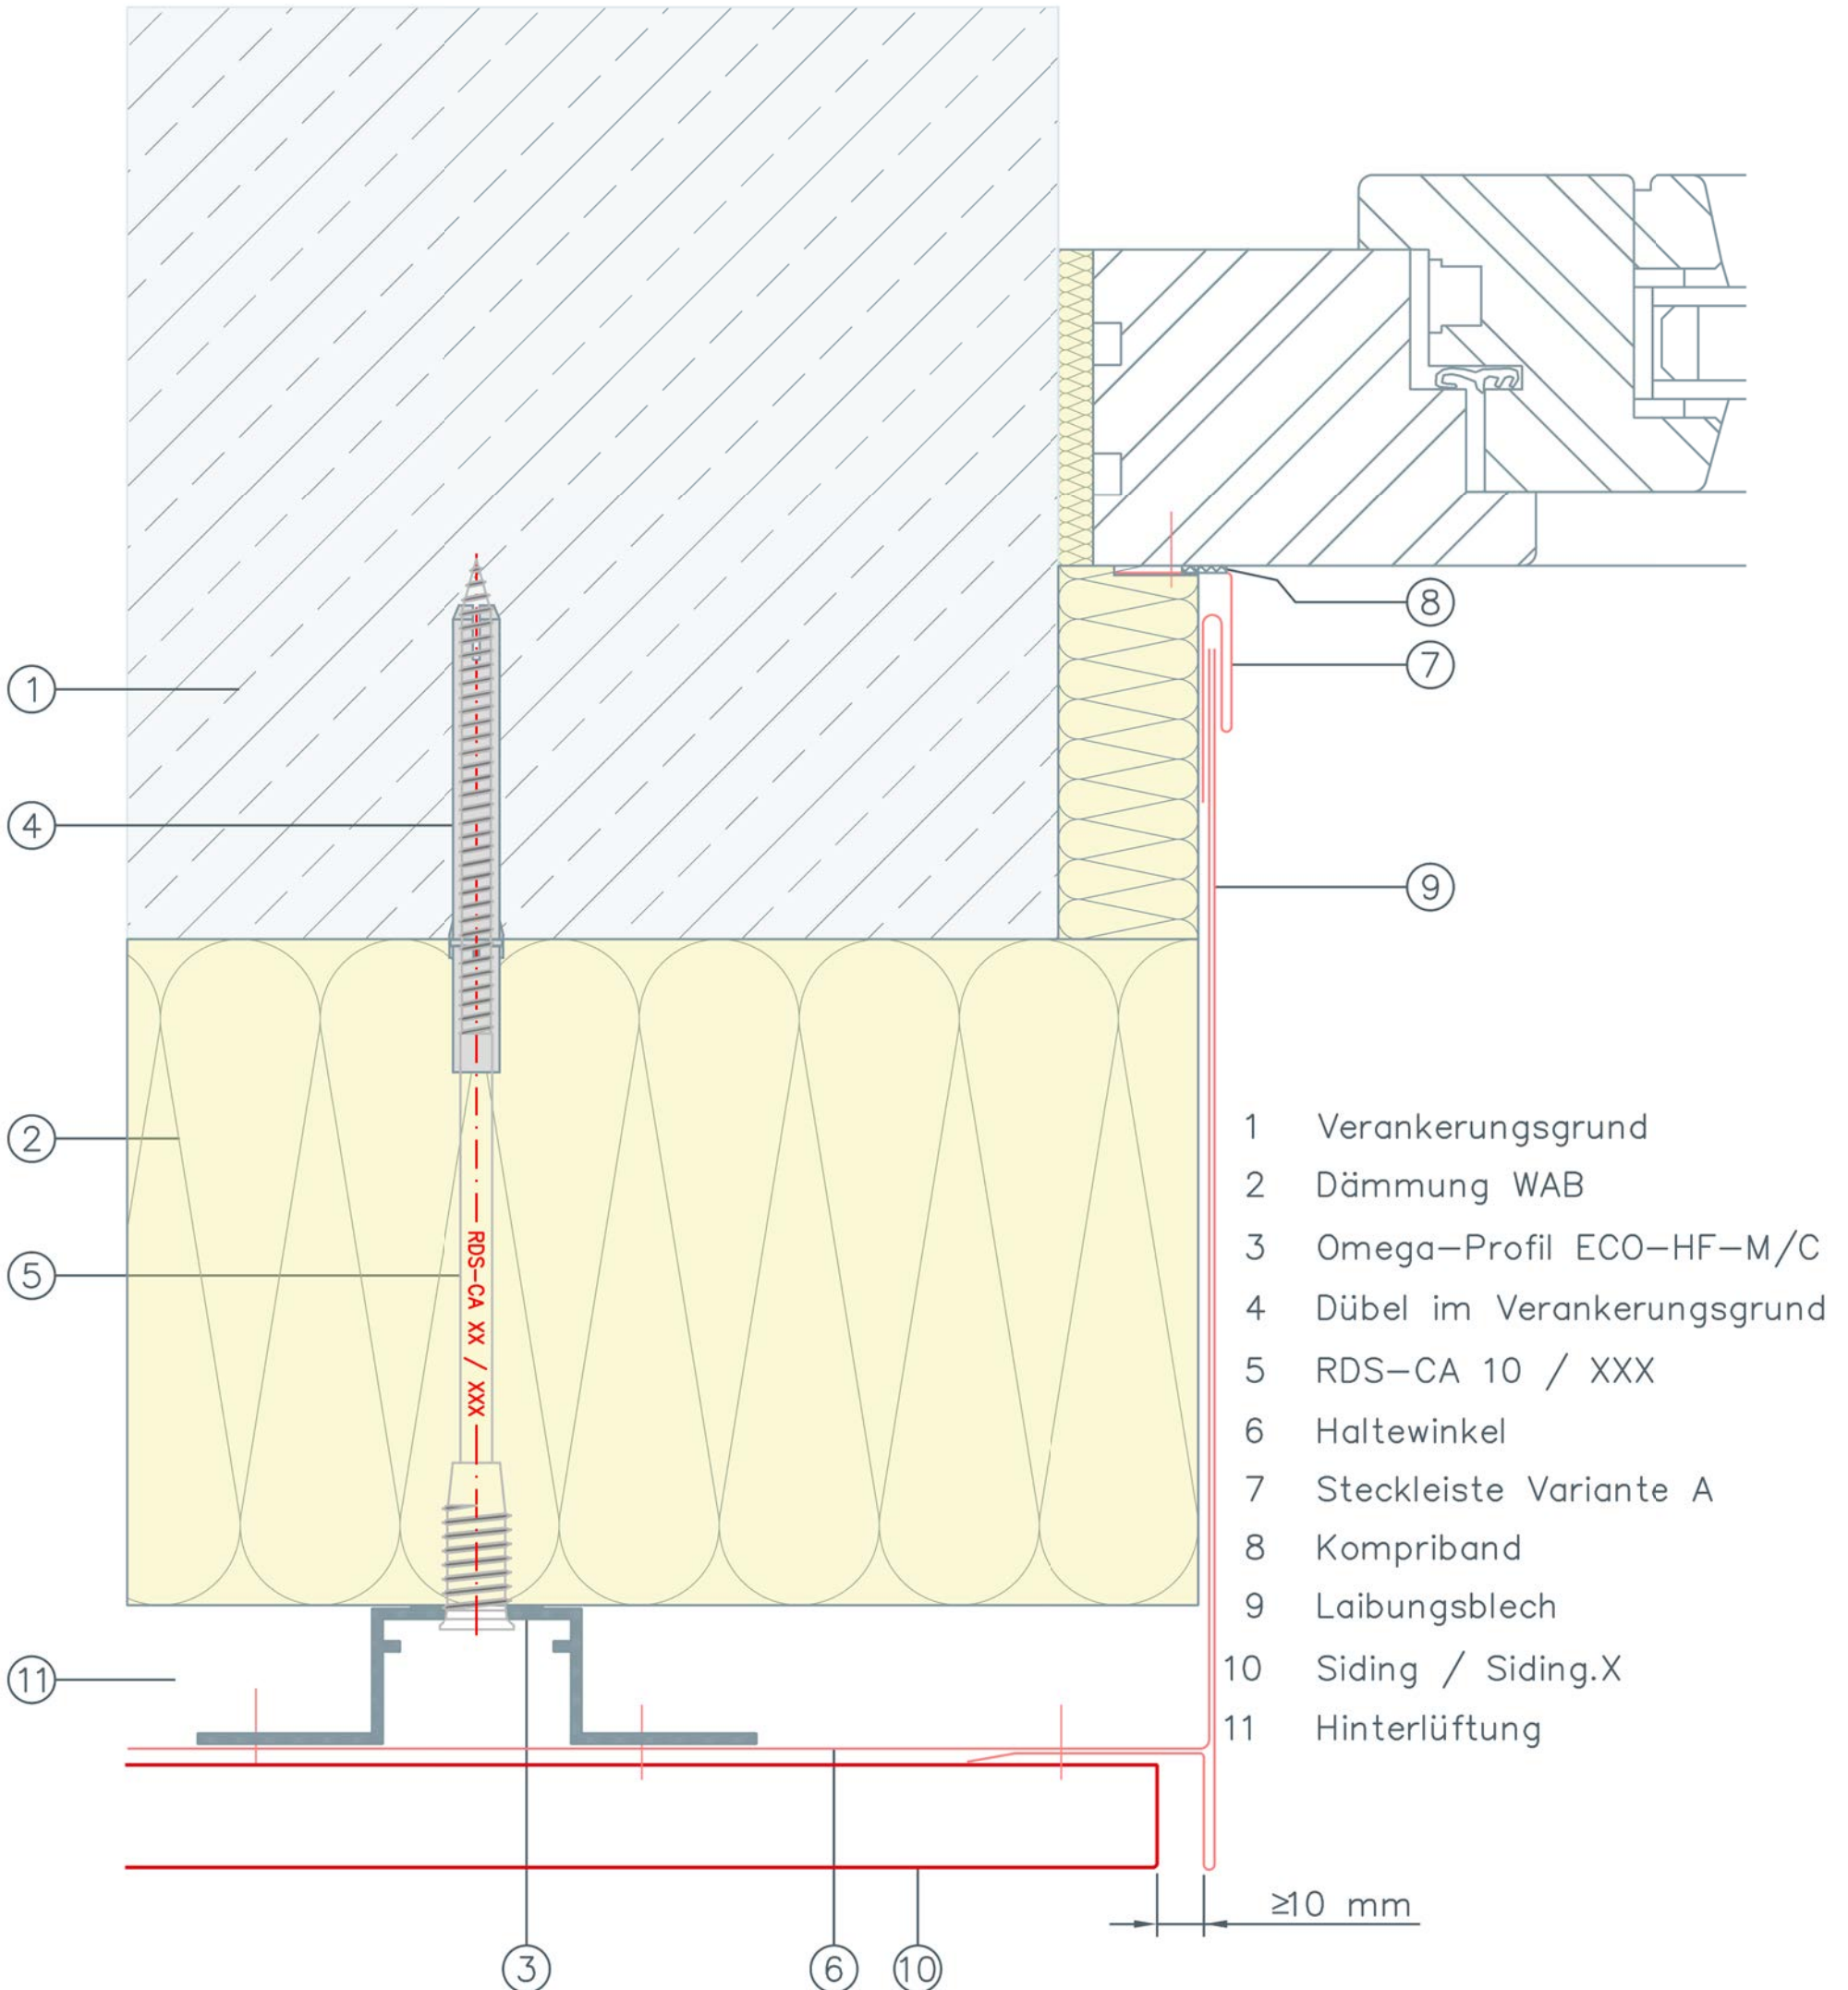 8
7
1
4
9
2
5
RDS-CA XX / XXX
11
1 Verankerungsgrund
2 Dämmung WAB
3 Omega-Profil ECO-HF-M/C
4 Dübel im Verankerungsgrund
5 RDS-CA 10 / XXX
6 Haltewinkel
7 Steckleiste Variante A
8 Kompriband
9 Laibungsblech
10 Siding / Siding.X
11 Hinterlüftung
≥10 mm
3
6
10